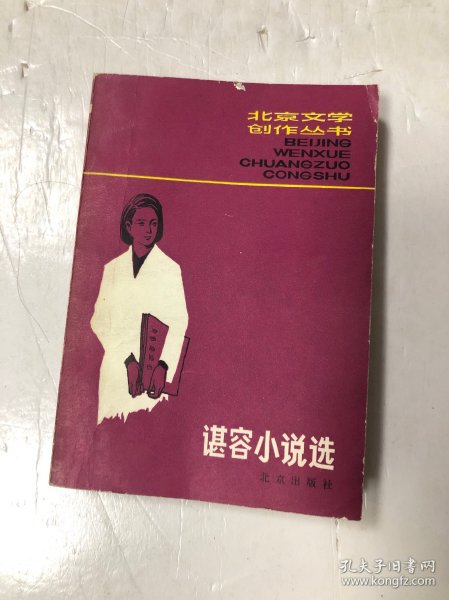 北京文学
创作丛书
BEIJING
WENXUE
CHUANGZUO
CONGSHU
谌容小说选
北京出版社
孔夫子旧书网
www.kongfz.com